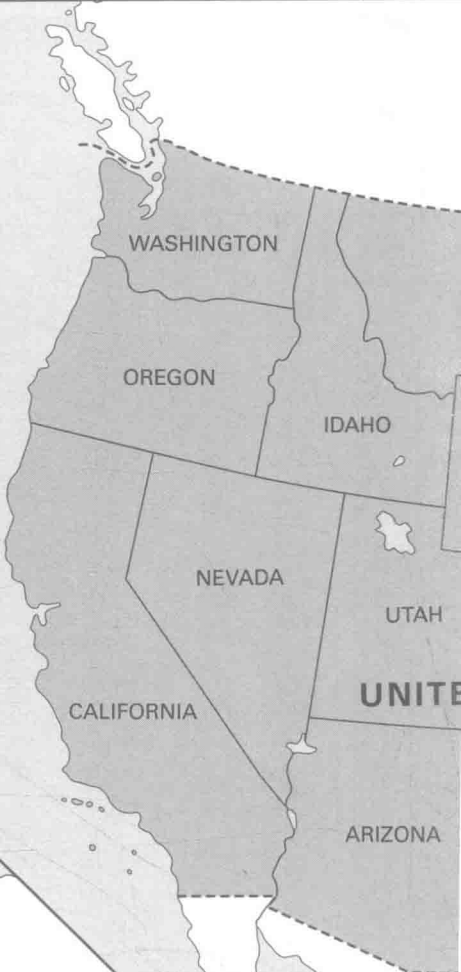 WASHINGTON
OREGON
IDAHO
NEVADA
UTAH
UNITE
CALIFORNIA
ARIZONA